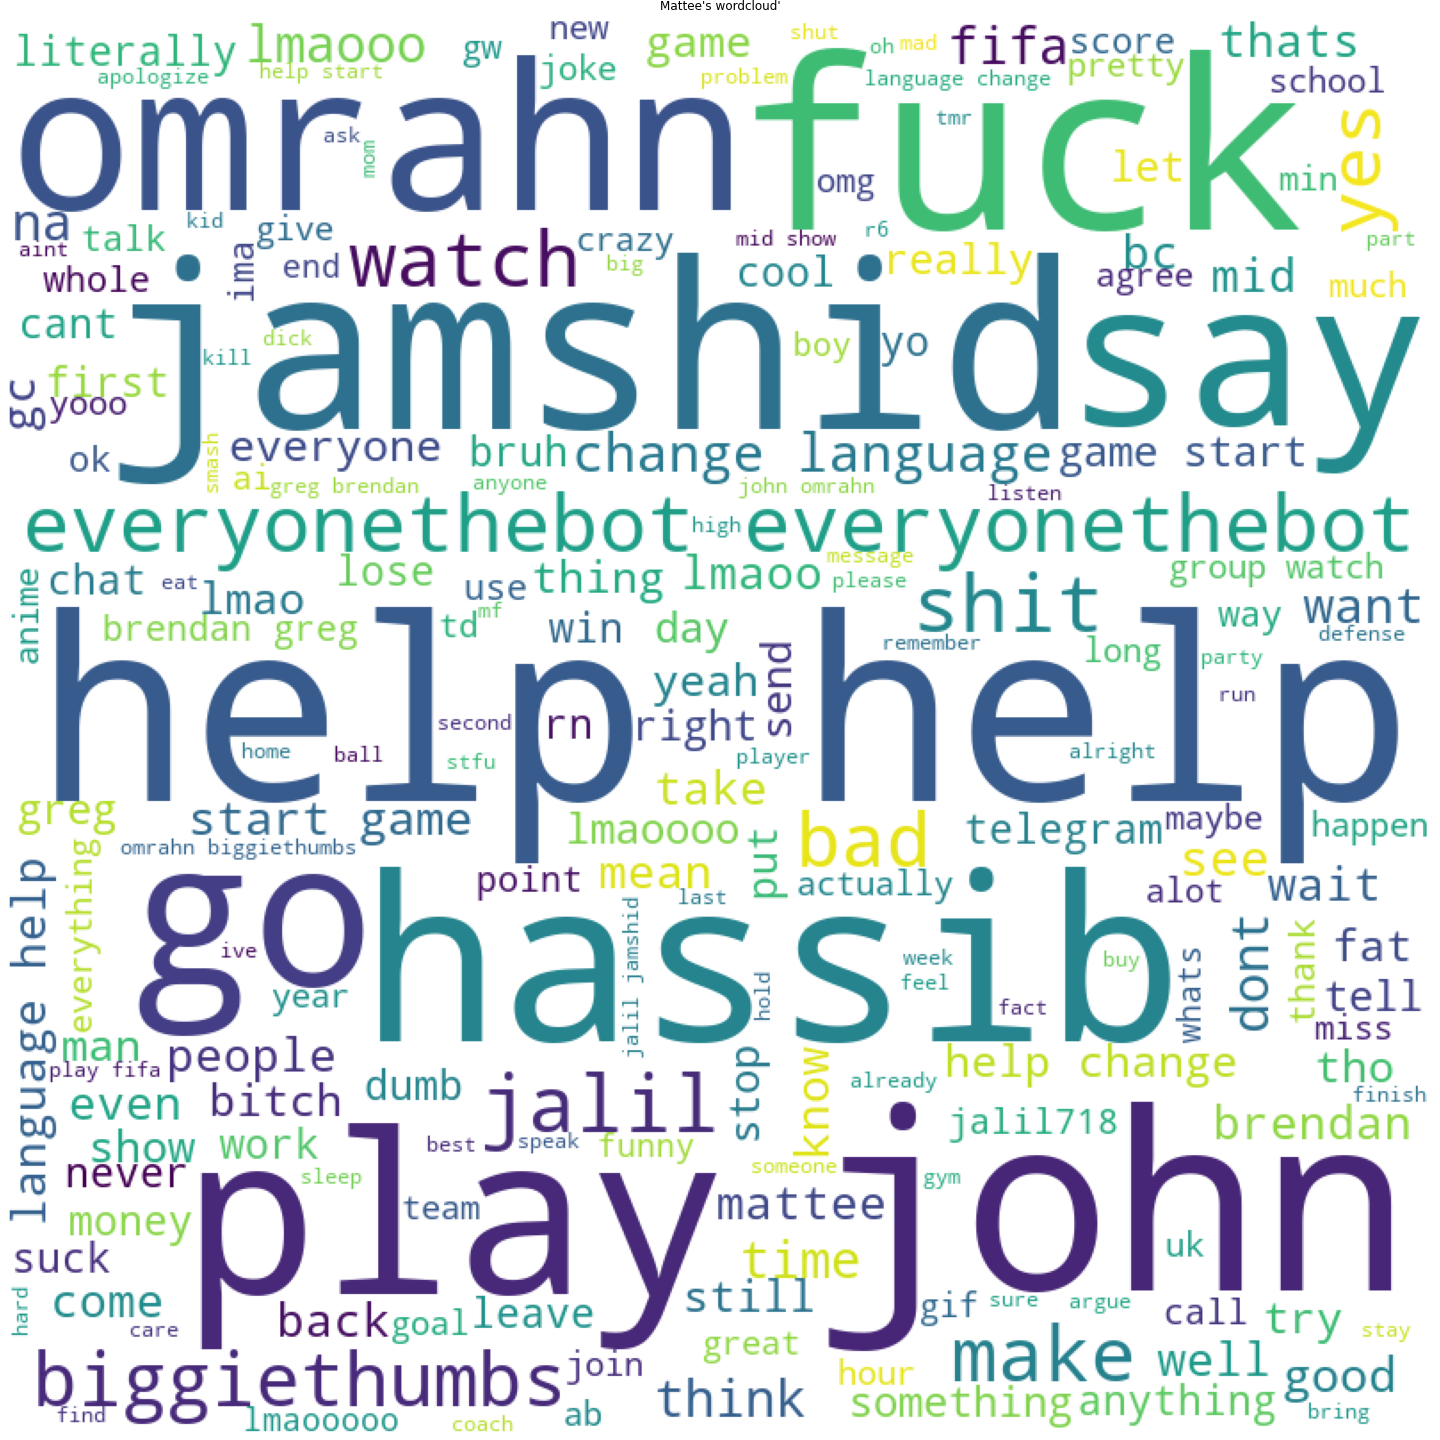 Mattee's wordcloud'
literally lmaooo gw new joke game shut oh mad fifa score thats
apologize help start problem language change pretty school
omrahn fuck
ask mom tmr omg let min yes
na talk kid give crazy mid show r6 really bc part
aint whole ima end watch big cool agree mid much
jamshid say
cant dick kill boy yo
gc first yooo
ok smash everyone bruh change language game start
ai greg brendan anyone john omrahn listen
everyonethebot high everyonethebot
anime chat eat lmao lose use thing lmaoo message please group watch
brendan greg td mf win day shit remember long way want defense
help help
yeah send party run
second rn right
home ball stfu player alright
take
greg start game lmaoooo put bad telegram maybe happen
omrahn biggiethumbs
language help everything point mean last actually see alot wait
go hassib
ive year jalil jamshid hold week feel fact buy whats dont thank fat tell miss
man people
play fifa dumb stop know already help change tho finish
even bitch jalil jalil718 brendan
show work best speak funny someone
never sleep gym
play john
money team mattee uk
suck time
hard come care back goal leave still gif sure argue call try stay
great
biggiethumbs join think hour make well good
find lmaooooo coach ab something anything bring